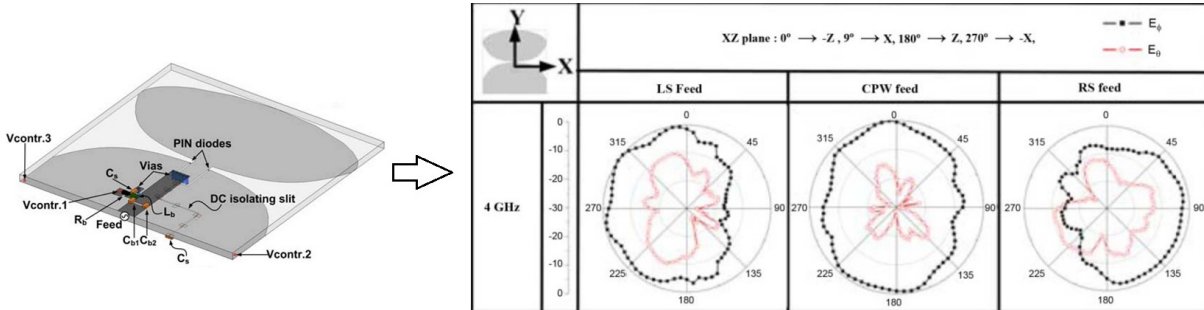 Vcontr.3
PIN diodes
Vias
Cs
DC isolating slit
Vcontr.1
Rb
Lb
Feed
Cb1 Cb2
Cs
Vcontr.2
Y
X
XZ plane : 0° → -Z , 9° → X, 180° → Z, 270° → -X,
Eϕ
Eθ
LS Feed
CPW feed
RS feed
4 GHz
0
-10
-20
-30
-20
-10
0
0
45
90
135
180
225
270
315
0
45
90
135
180
225
270
315
0
45
90
135
180
225
270
315